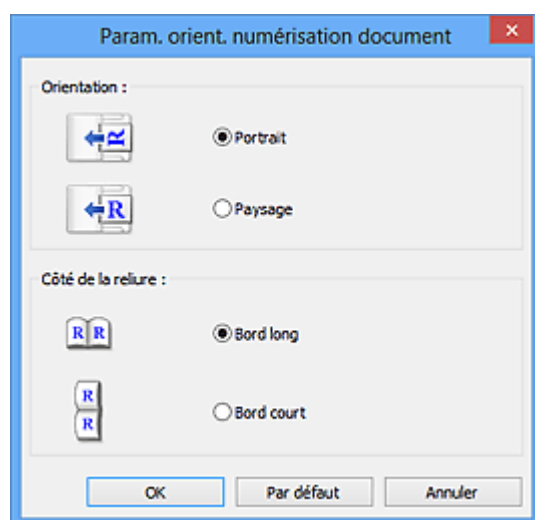 Param. orient. numérisation document
Orientation :
R
Portrait
R
Paysage
Côté de la reliure :
R R
Bord long
R
R
Bord court
OK Par défaut Annuler